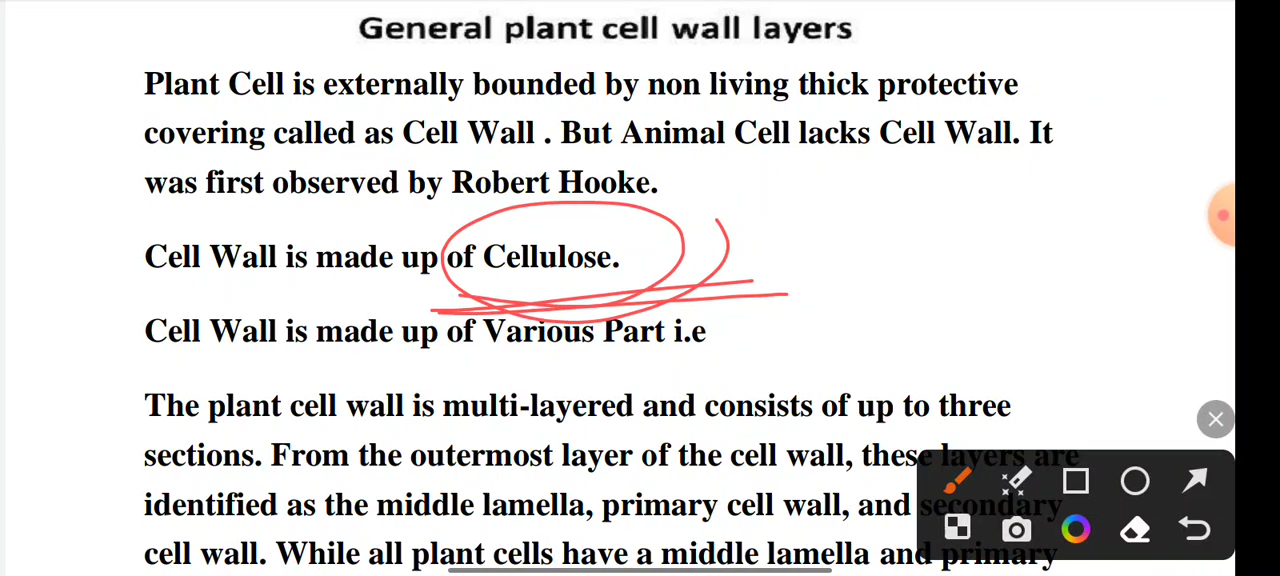 General plant cell wall layers
Plant Cell is externally bounded by non living thick protective
covering called as Cell Wall . But Animal Cell lacks Cell Wall. It
was first observed by Robert Hooke.
Cell Wall is made up of Cellulose.
Cell Wall is made up of Various Part i.e
The plant cell wall is multi-layered and consists of up to three
sections. From the outermost layer of the cell wall, these layers are
identified as the middle lamella, primary cell wall, and secondary
cell wall. While all plant cells have a middle lamella and primary